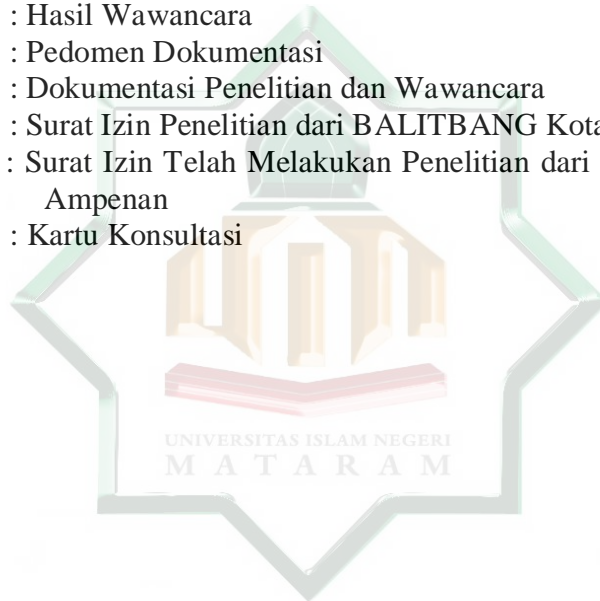 : Hasil Wawancara
: Pedomen Dokumentasi
: Dokumentasi Penelitian dan Wawancara
: Surat Izin Penelitian dari BALITBANG Kota
: Surat Izin Telah Melakukan Penelitian dari
Ampenan
: Kartu Konsultasi
UNIVERSITAS ISLAM NEGERI
MATARAM